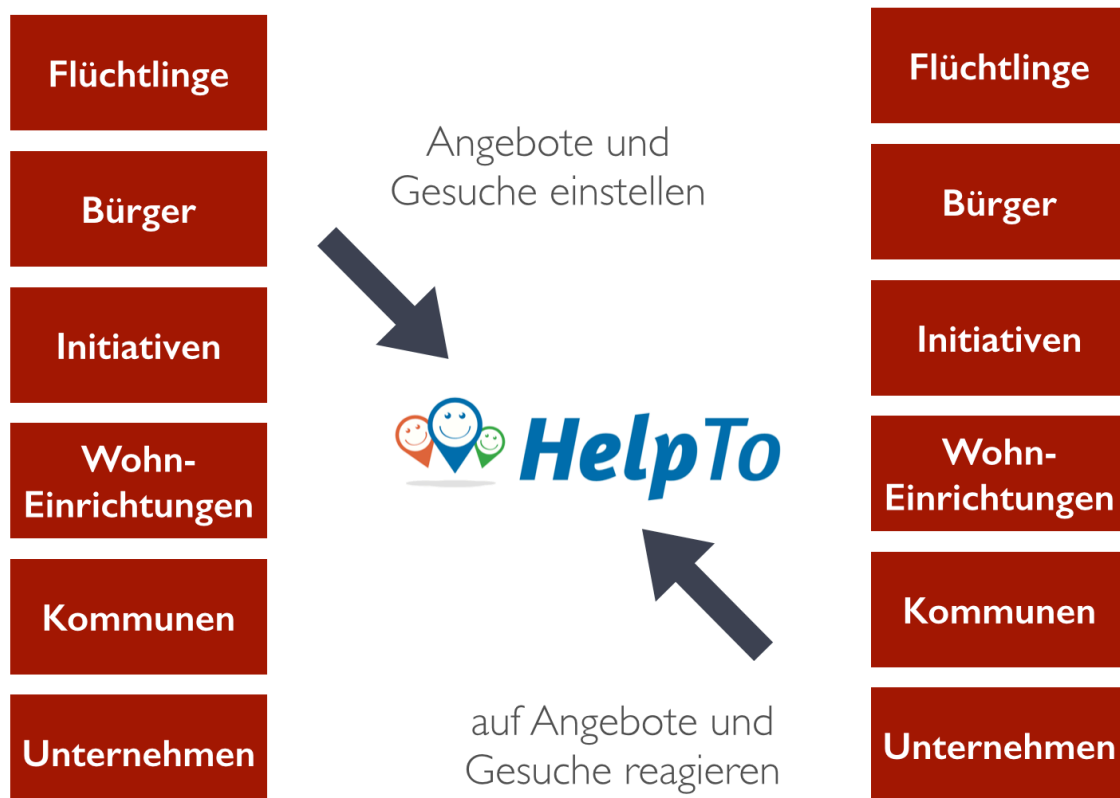 Flüchtlinge
Bürger
Initiativen
Wohn-
Einrichtungen
Kommunen
Unternehmen
Angebote und
Gesuche einstellen
HelpTo
auf Angebote und
Gesuche reagieren
Flüchtlinge
Bürger
Initiativen
Wohn-
Einrichtungen
Kommunen
Unternehmen